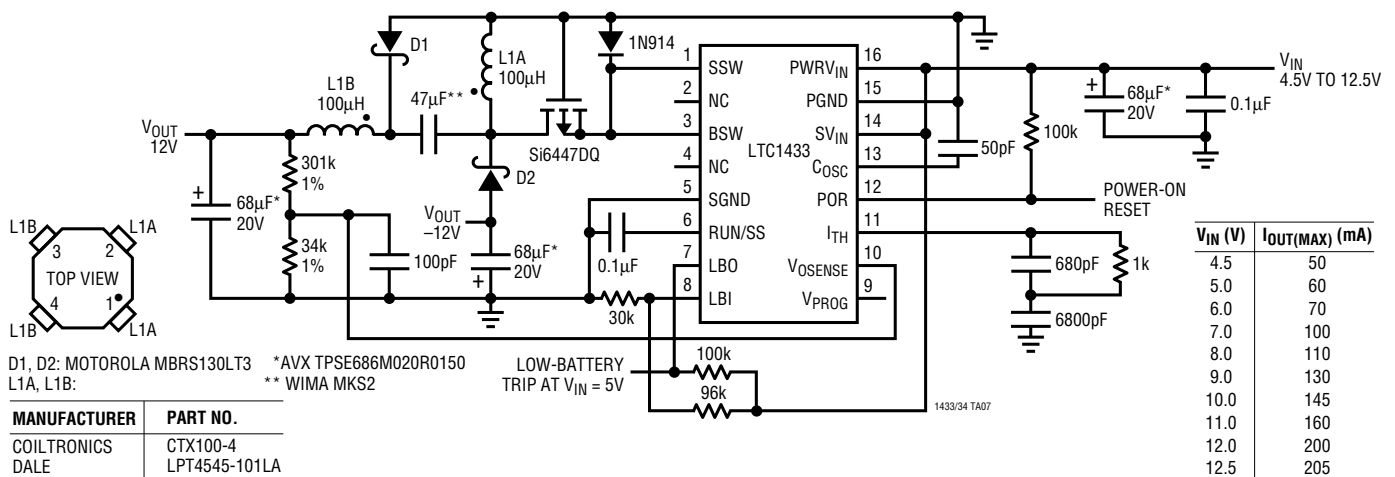 D1
L1A
100µH
1N914
L1B
100µH
47µF**
Si6447DQ
D2
VOUT
12V
301k
1%
34k
1%
68µF*
20V
+
100pF
VOUT
–12V
68µF*
20V
+
0.1µF
30k
1 SSW
2 NC
3 BSW
4 NC
5 SGND
6 RUN/SS
7 LBO
8 LBI
LTC1433
PWRVIN 16
PGND 15
SVIN 14
COSC 13
POR 12
ITH 11
VOSENSE 10
VPROG 9
50pF
100k
+
68µF*
20V
0.1µF
VIN
4.5V TO 12.5V
POWER-ON
RESET
680pF
1k
6800pF
LOW-BATTERY
TRIP AT VIN = 5V
100k
96k
1433/34 TA07
L1B
L1A
3 2
TOP VIEW
4 1
L1B
L1A
D1, D2: MOTOROLA MBRS130LT3 *AVX TPSE686M020R0150
L1A, L1B: ** WIMA MKS2
MANUFACTURER PART NO.
COILTRONICS CTX100-4
DALE LPT4545-101LA
VIN (V) IOUT(MAX) (mA)
4.5 50
5.0 60
6.0 70
7.0 100
8.0 110
9.0 130
10.0 145
11.0 160
12.0 200
12.5 205